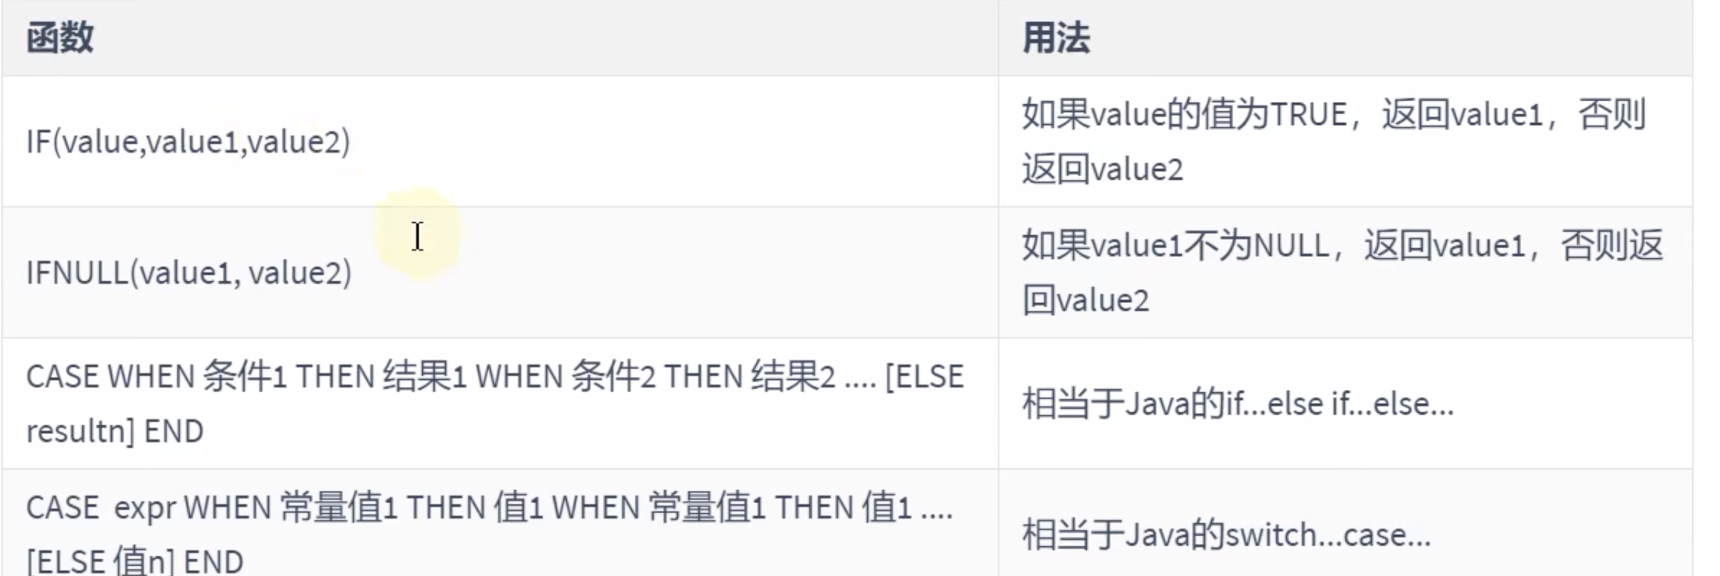 函数
用法
IF(value,value1,value2)
如果value的值为TRUE，返回value1，否则
返回value2
IFNULL(value1, value2)
如果value1不为NULL，返回value1，否则返
回value2
CASE WHEN 条件1 THEN 结果1 WHEN 条件2 THEN 结果2 .... [ELSE
resultn] END
相当于Java的if...else if...else...
CASE  expr WHEN 常量值1 THEN 值1 WHEN 常量值1 THEN 值1 ....
[ELSE 值n] END
相当于Java的switch...case...